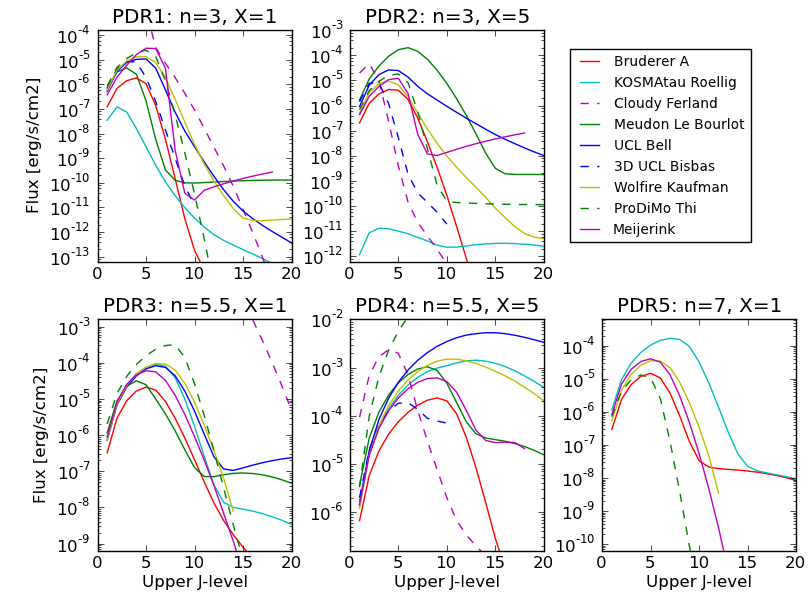 PDR1: n=3, X=1
PDR2: n=3, X=5
Flux [erg/s/cm2]
10^-4
10^-5
10^-6
10^-7
10^-8
10^-9
10^-10
10^-11
10^-12
10^-13
0 5 10 15 20
10^-3
10^-4
10^-5
10^-6
10^-7
10^-8
10^-9
10^-10
10^-11
10^-12
0 5 10 15 20
Bruderer A
KOSMAtau Roellig
Cloudy Ferland
Meudon Le Bourlot
UCL Bell
3D UCL Bisbas
Wolfire Kaufman
ProDiMo Thi
Meijerink
PDR3: n=5.5, X=1
PDR4: n=5.5, X=5
PDR5: n=7, X=1
Flux [erg/s/cm2]
10^-3
10^-4
10^-5
10^-6
10^-7
10^-8
10^-9
0 5 10 15 20
Upper J-level
10^-2
10^-3
10^-4
10^-5
10^-6
0 5 10 15 20
Upper J-level
10^-4
10^-5
10^-6
10^-7
10^-8
10^-9
10^-10
0 5 10 15 20
Upper J-level